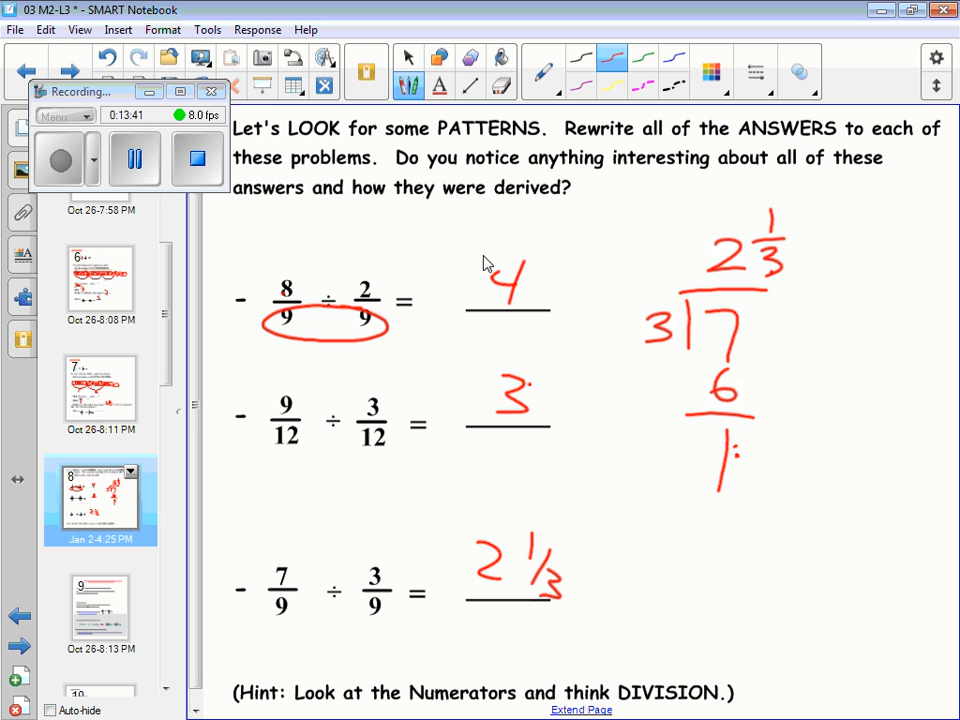 03 M2-L3 * - SMART Notebook
File Edit View Insert Format Tools Response Help
Recording...
Menu 0:13:41 8.0 fps
Oct 26-7:58 PM
6
Oct 26-8:08 PM
7
Oct 26-8:11 PM
8
Jan 2-4:25 PM
9
Oct 26-8:13 PM
10
Auto-hide
Let's LOOK for some PATTERNS. Rewrite all of the ANSWERS to each of
these problems. Do you notice anything interesting about all of these
answers and how they were derived?
- 8/9 ÷ 2/9 = 4
- 9/12 ÷ 3/12 = 3
- 7/9 ÷ 3/9 = 2 1/3
2 1/3
3 17
6
1
(Hint: Look at the Numerators and think DIVISION.)
Extend Page